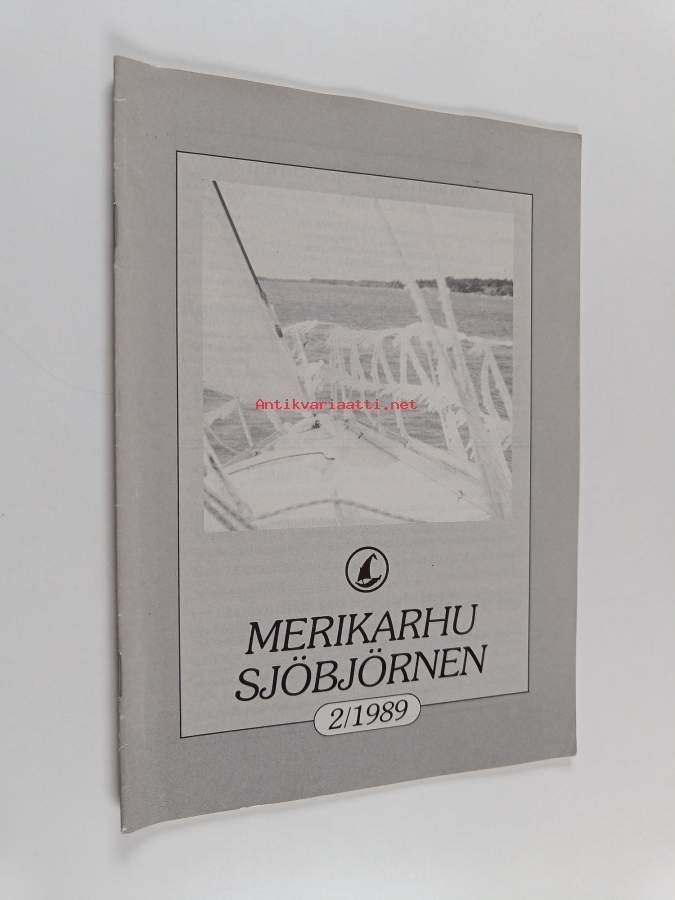 Antikvariaatti.net
MERIKARHU
SJÖBJÖRNEN
2/1989